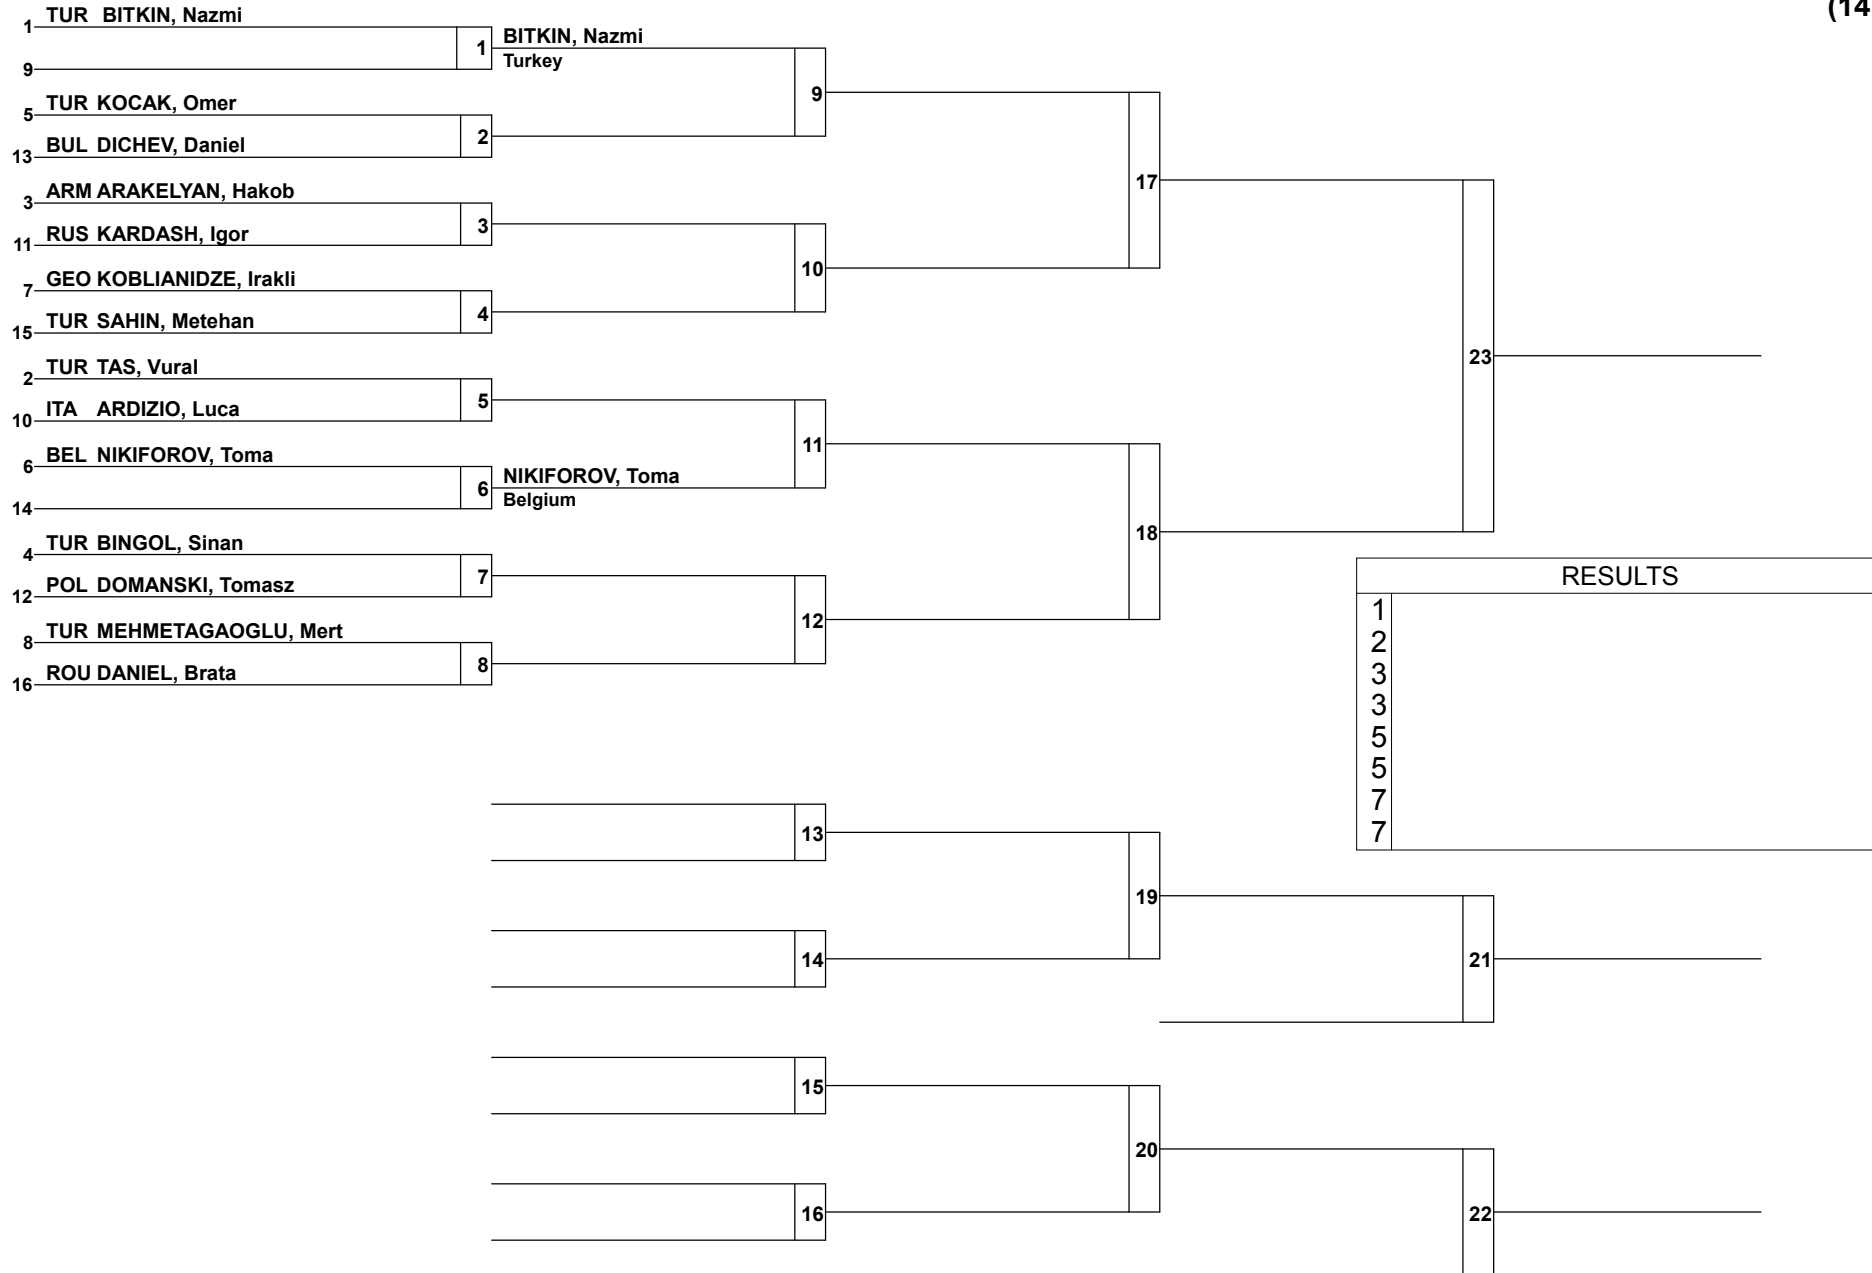 (14
1 TUR BITKIN, Nazmi
1
BITKIN, Nazmi
Turkey
9
9
5 TUR KOCAK, Omer
2
13 BUL DICHEV, Daniel
3 ARM ARAKELYAN, Hakob
3
11 RUS KARDASH, Igor
17
10
7 GEO KOBLIANIDZE, Irakli
4
15 TUR SAHIN, Metehan
23
2 TUR TAS, Vural
5
10 ITA ARDIZIO, Luca
11
6 BEL NIKIFOROV, Toma
6
NIKIFOROV, Toma
Belgium
14
18
4 TUR BINGOL, Sinan
7
12 POL DOMANSKI, Tomasz
12
8 TUR MEHMETAGAOGLU, Mert
8
16 ROU DANIEL, Brata
RESULTS
1
2
3
3
5
5
7
7
13
19
14
21
15
20
16
22